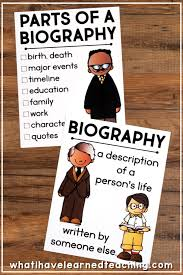 PARTS OF A
BIOGRAPHY
birth, death
major events
timeline
education
family
work
characte
quotes
BIOGRAPHY
a description
of a
person's life
written by
someone else
whatihavelearnedteaching.com